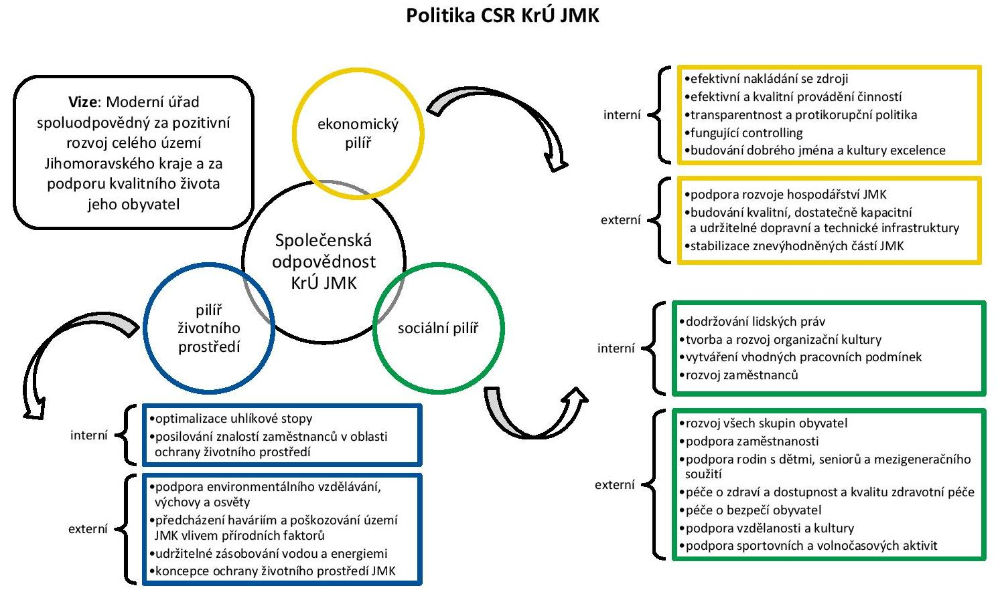 Politika CSR KrÚ JMK
Vize: Moderní úřad
spoluodpovědný za pozitivní
rozvoj celého území
Jihomoravského kraje a za
podporu kvalitního života
jeho obyvatel
ekonomický
pilíř
Společenská
odpovědnost
KrÚ JMK
pilíř
životního
prostředí
sociální pilíř
interní
•efektivní nakládání se zdroji
•efektivní a kvalitní provádění činností
•transparentnost a protikorupční politika
•fungující controlling
•budování dobrého jména a kultury excelence
externí
•podpora rozvoje hospodářství JMK
•budování kvalitní, dostatečně kapacitní
a udržitelné dopravní a technické infrastruktury
•stabilizace znevýhodněných částí JMK
interní
•dodržování lidských práv
•tvorba a rozvoj organizační kultury
•vytváření vhodných pracovních podmínek
•rozvoj zaměstnanců
externí
•rozvoj všech skupin obyvatel
•podpora zaměstnanosti
•podpora rodin s dětmi, seniorů a mezigeneračního
soužití
•péče o zdraví a dostupnost a kvalitu zdravotní péče
•péče o bezpečí obyvatel
•podpora vzdělanosti a kultury
•podpora sportovních a volnočasových aktivit
interní
•optimalizace uhlíkové stopy
•posilování znalostí zaměstnanců v oblasti
ochrany životního prostředí
externí
•podpora environmentálního vzdělávání,
výchovy a osvěty
•předcházení haváriím a poškozování území
JMK vlivem přírodních faktorů
•udržitelné zásobování vodou a energiemi
•koncepce ochrany životního prostředí JMK